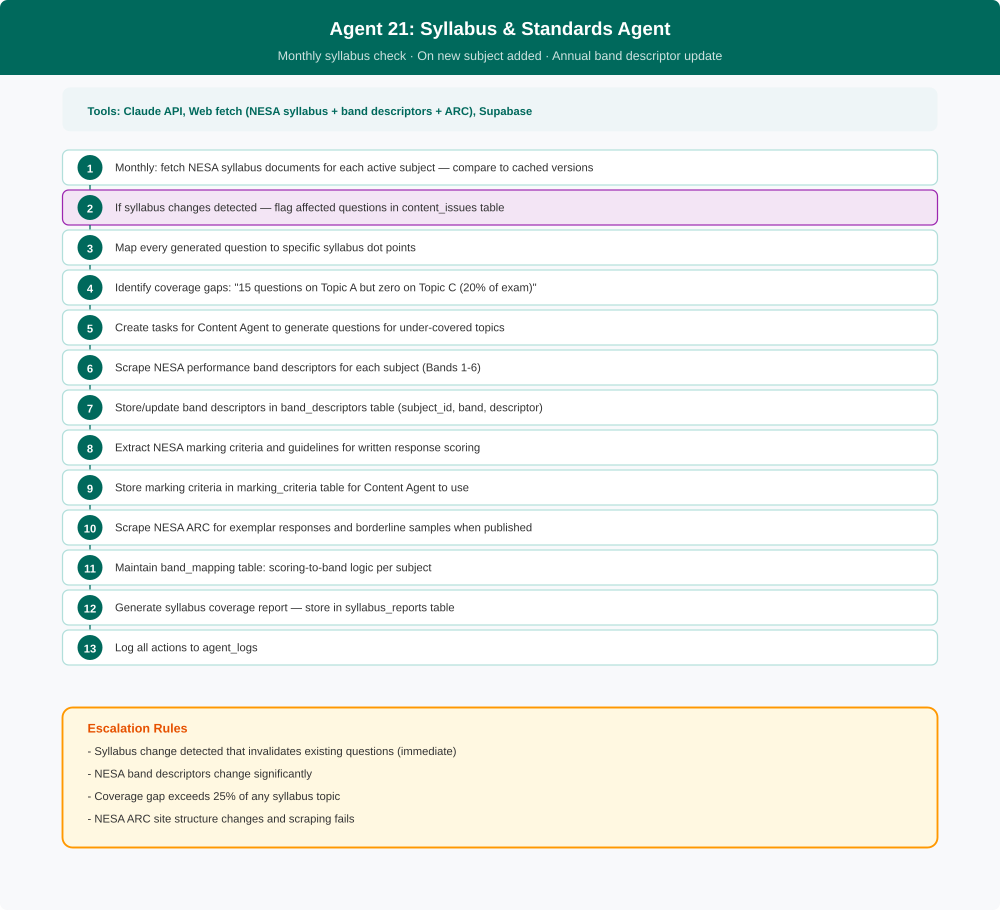 Agent 21: Syllabus & Standards Agent
Monthly syllabus check · On new subject added · Annual band descriptor update
Tools: Claude API, Web fetch (NESA syllabus + band descriptors + ARC), Supabase
1 Monthly: fetch NESA syllabus documents for each active subject — compare to cached versions
2 If syllabus changes detected — flag affected questions in content_issues table
3 Map every generated question to specific syllabus dot points
4 Identify coverage gaps: "15 questions on Topic A but zero on Topic C (20% of exam)"
5 Create tasks for Content Agent to generate questions for under-covered topics
6 Scrape NESA performance band descriptors for each subject (Bands 1-6)
7 Store/update band descriptors in band_descriptors table (subject_id, band, descriptor)
8 Extract NESA marking criteria and guidelines for written response scoring
9 Store marking criteria in marking_criteria table for Content Agent to use
10 Scrape NESA ARC for exemplar responses and borderline samples when published
11 Maintain band_mapping table: scoring-to-band logic per subject
12 Generate syllabus coverage report — store in syllabus_reports table
13 Log all actions to agent_logs
Escalation Rules
- Syllabus change detected that invalidates existing questions (immediate)
- NESA band descriptors change significantly
- Coverage gap exceeds 25% of any syllabus topic
- NESA ARC site structure changes and scraping fails